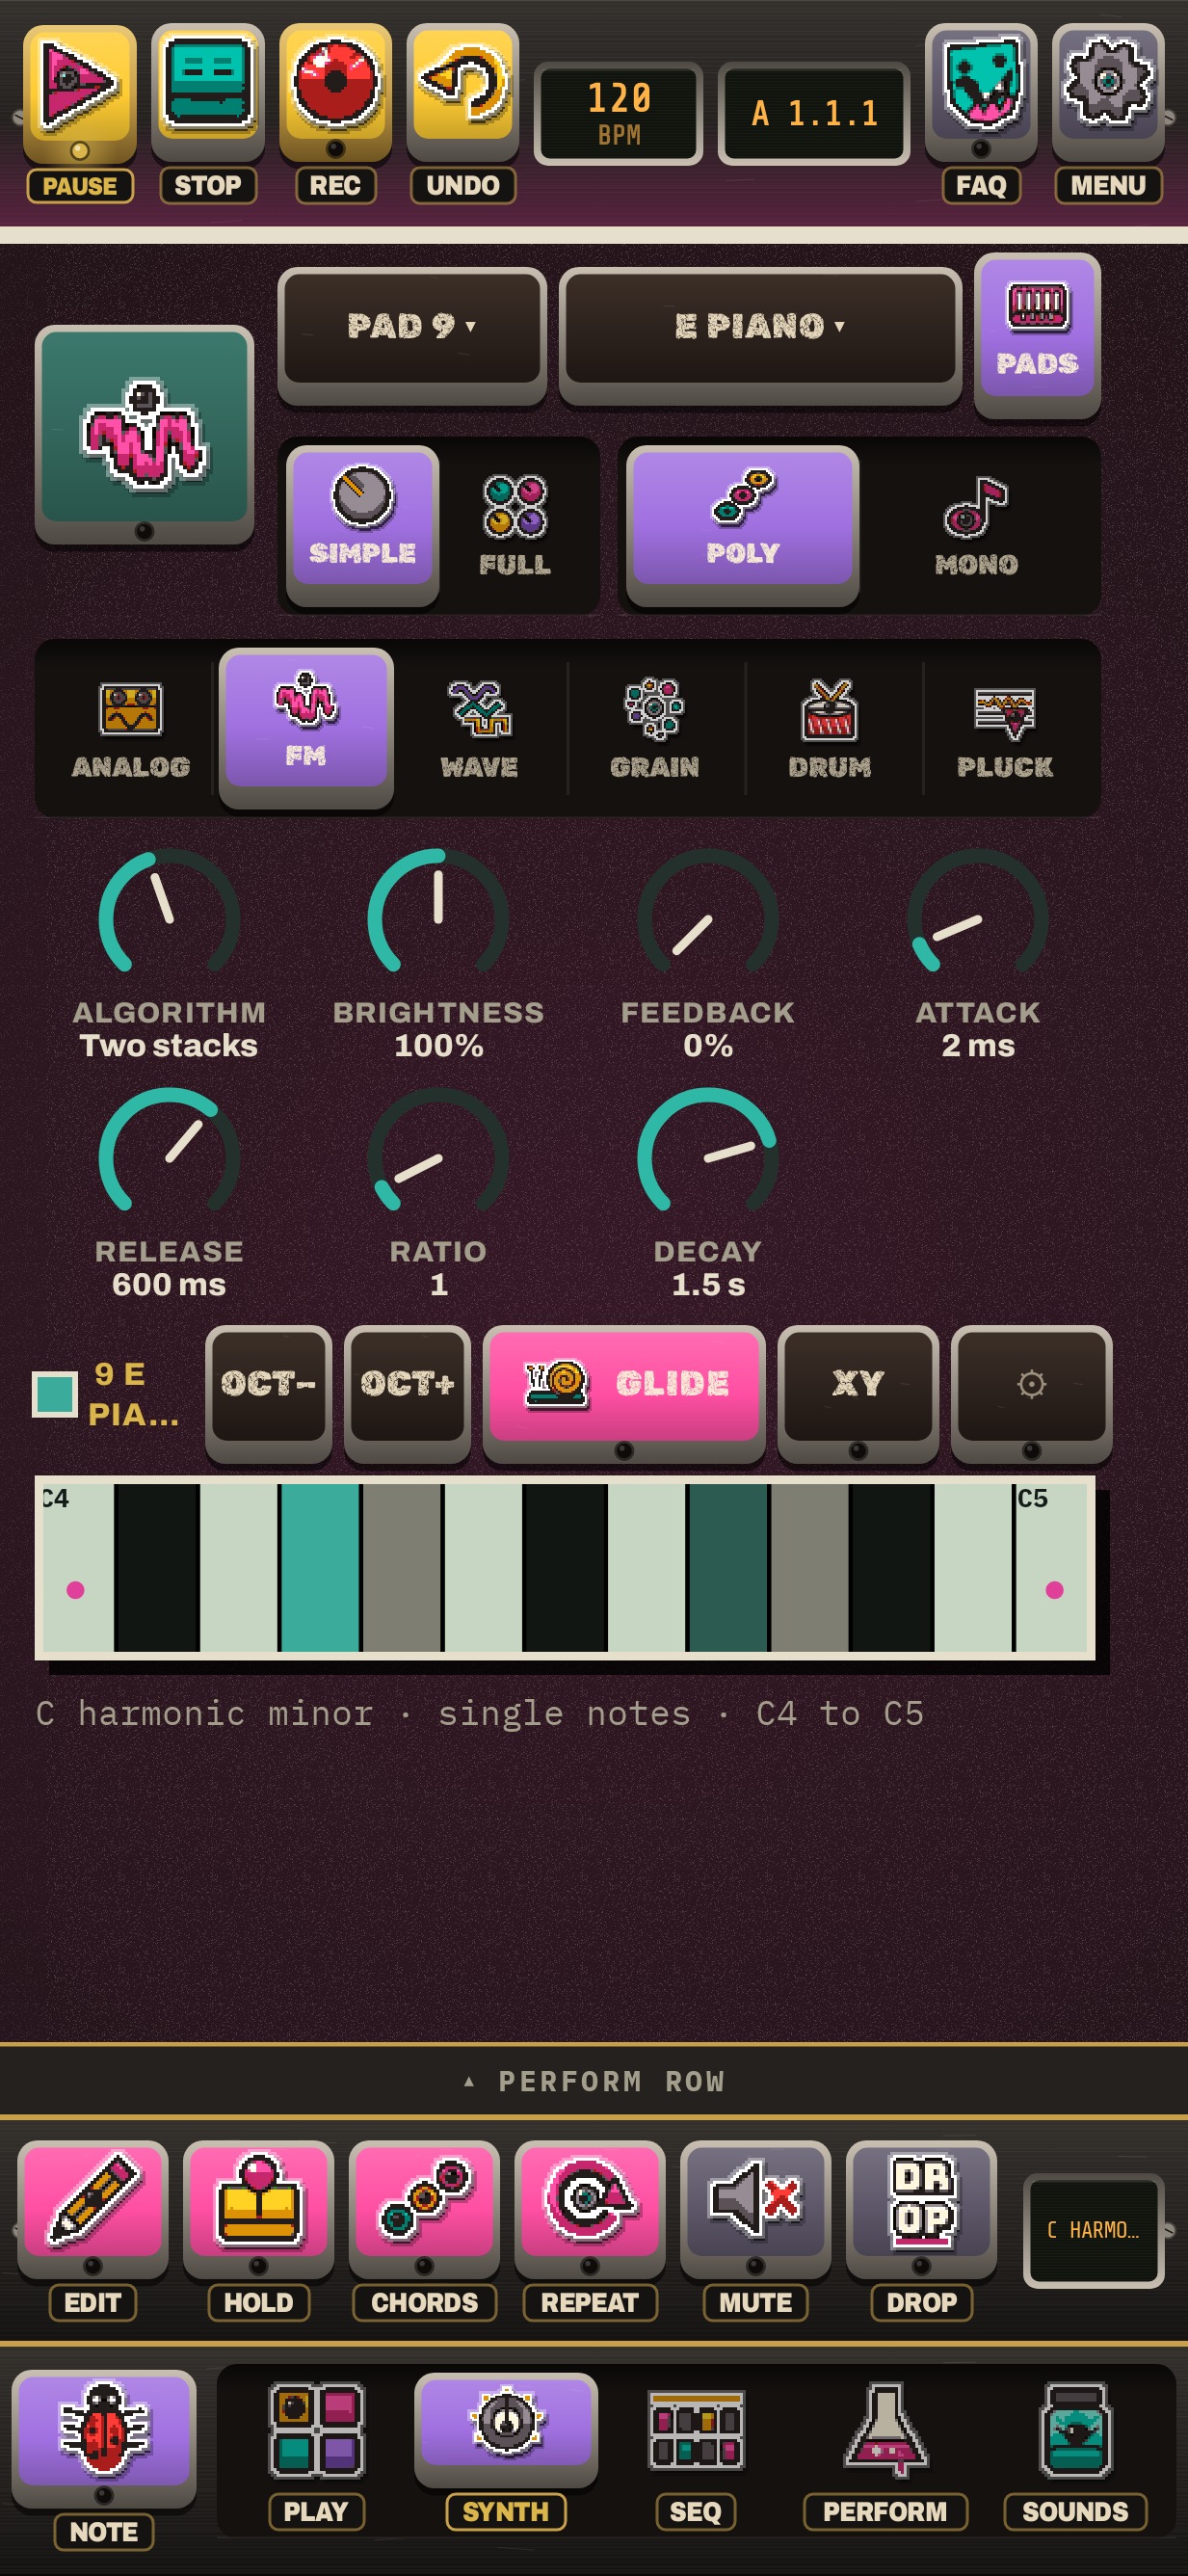 120
BPM
A 1.1.1
PAUSE
STOP
REC
UNDO
FAQ
MENU
PAD 9 ▾
E PIANO ▾
PADS
SIMPLE
FULL
POLY
MONO
ANALOG
FM
WAVE
GRAIN
DRUM
PLUCK
ALGORITHM
Two stacks
BRIGHTNESS
100%
FEEDBACK
0%
ATTACK
2 ms
RELEASE
600 ms
RATIO
1
DECAY
1.5 s
9 E
PIA...
OCT-
OCT+
GLIDE
XY
C4
C5
C harmonic minor · single notes · C4 to C5
▴ PERFORM ROW
DR
OP
C HARMO…
EDIT
HOLD
CHORDS
REPEAT
MUTE
DROP
NOTE
PLAY
SYNTH
SEQ
PERFORM
SOUNDS